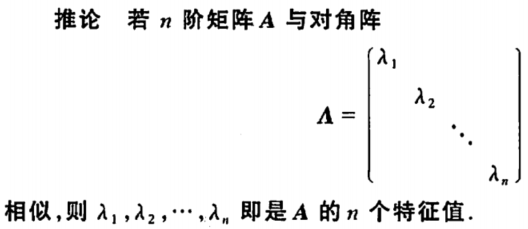 推论 若 n 阶矩阵 A 与对角阵
λ₁
λ₂
Λ =
⋱
λₙ
相似,则 λ₁,λ₂,⋯,λₙ 即是 A 的 n 个特征值.